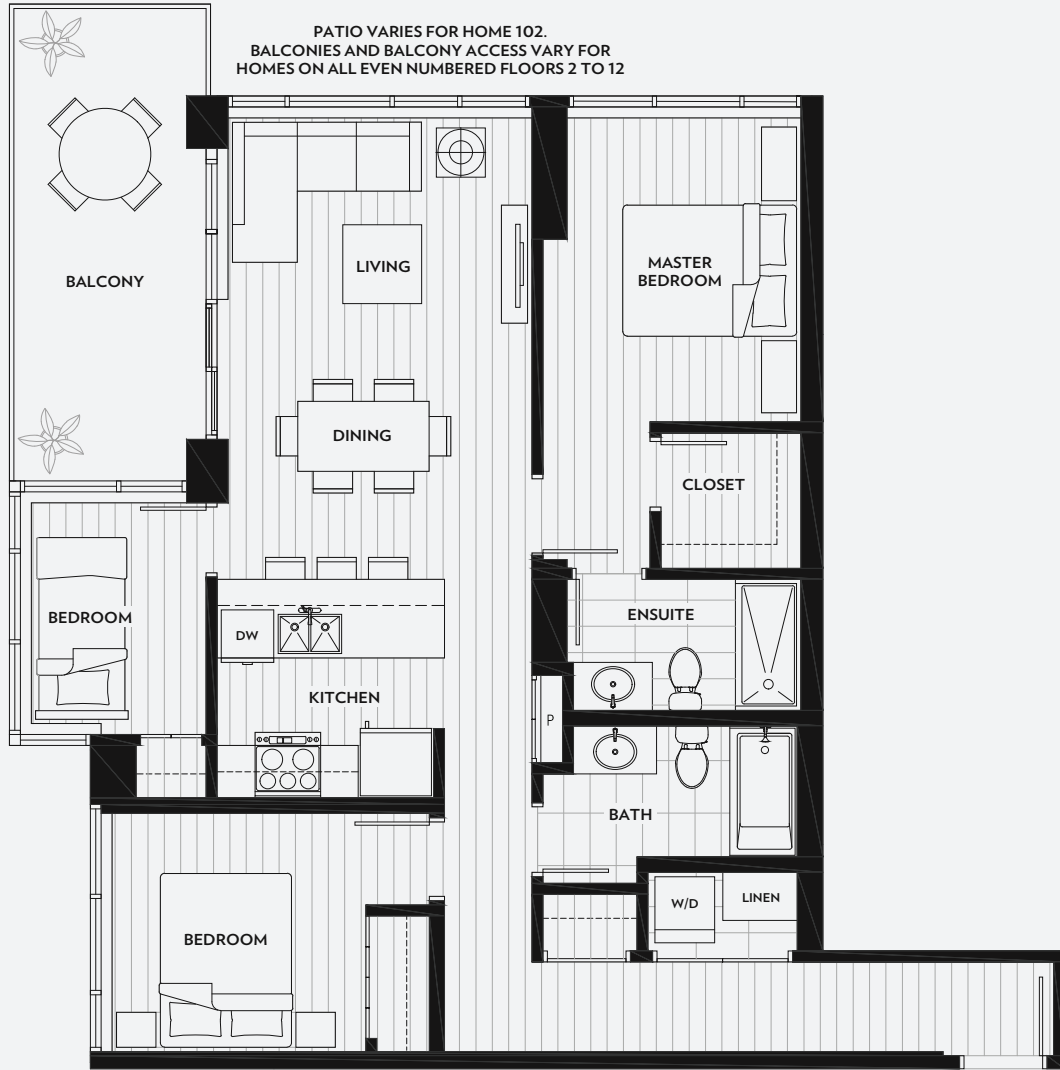 PATIO VARIES FOR HOME 102.
BALCONIES AND BALCONY ACCESS VARY FOR
HOMES ON ALL EVEN NUMBERED FLOORS 2 TO 12
BALCONY
LIVING
MASTER
BEDROOM
DINING
CLOSET
BEDROOM
DW
ENSUITE
KITCHEN
P
BATH
W/D
LINEN
BEDROOM